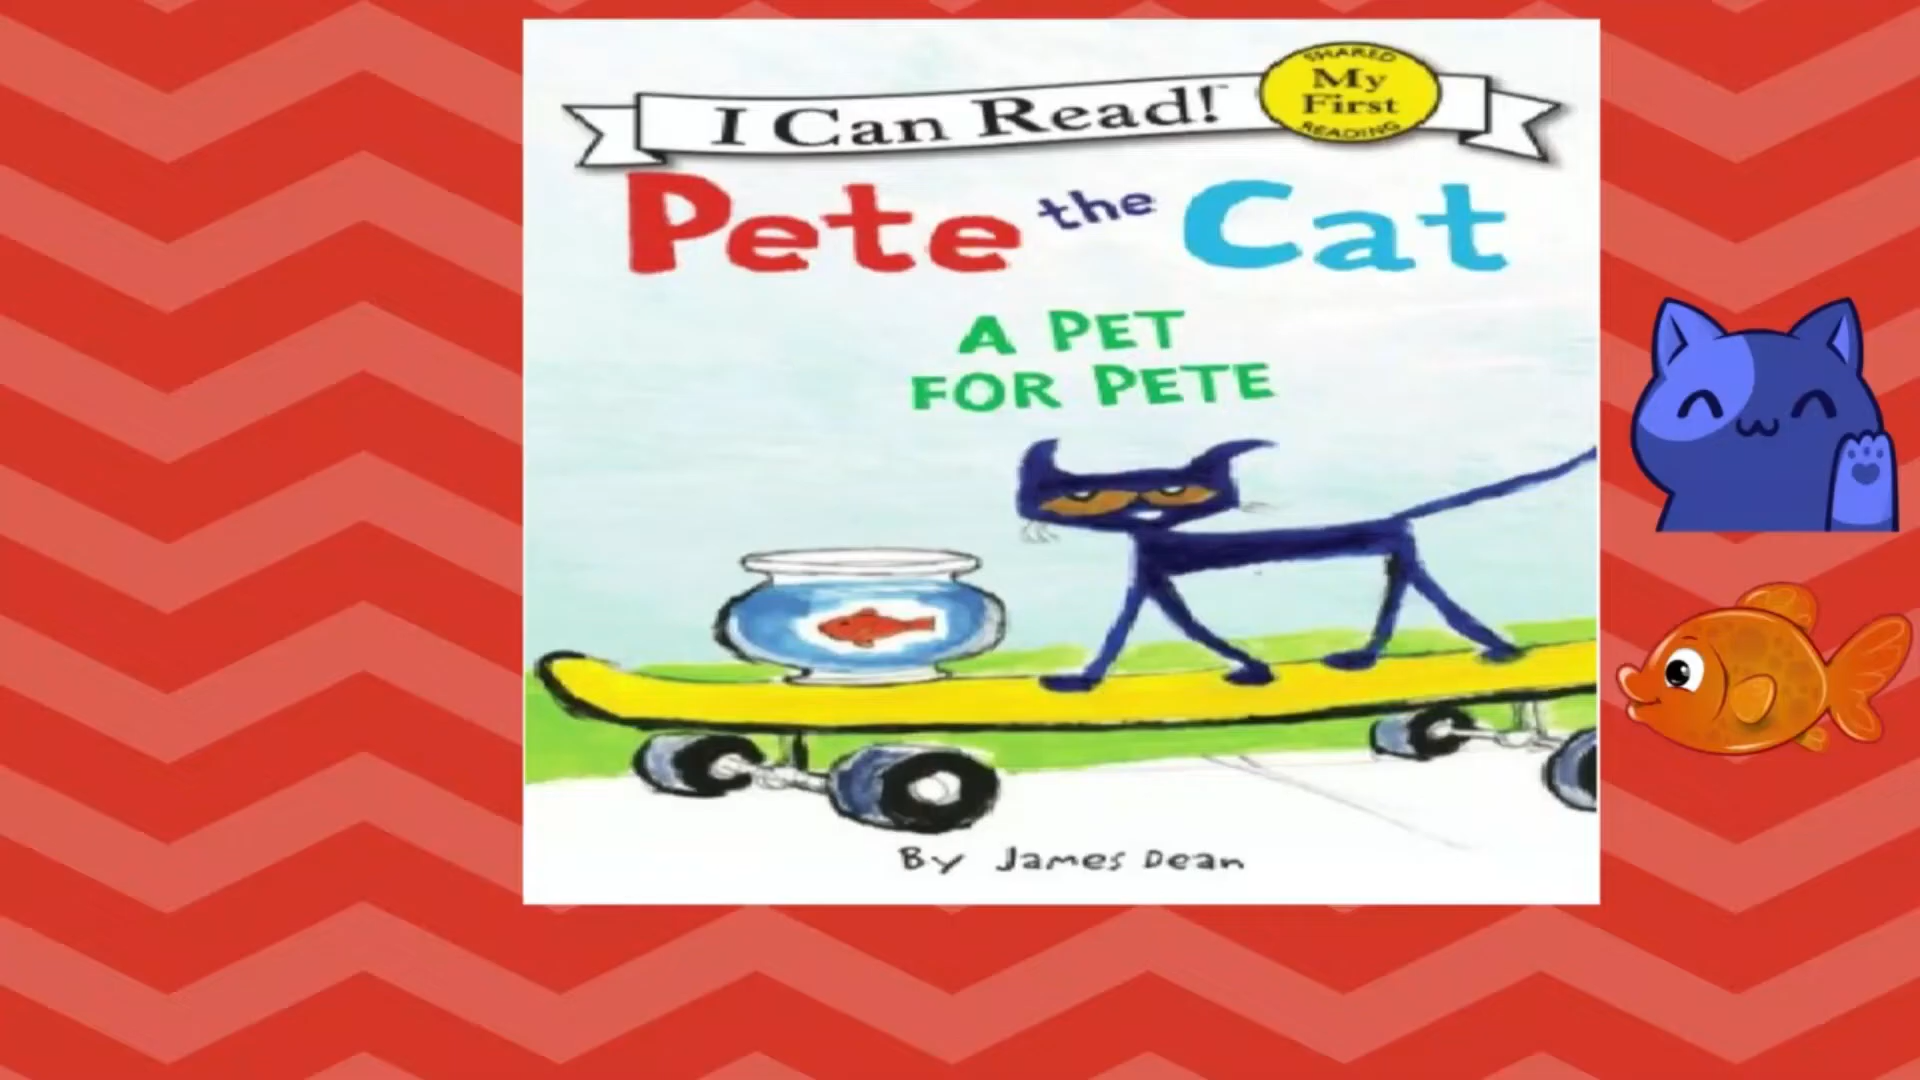 I Can Read!
SHARED
My
First
READING
Pete the Cat
A PET
FOR PETE
By James Dean